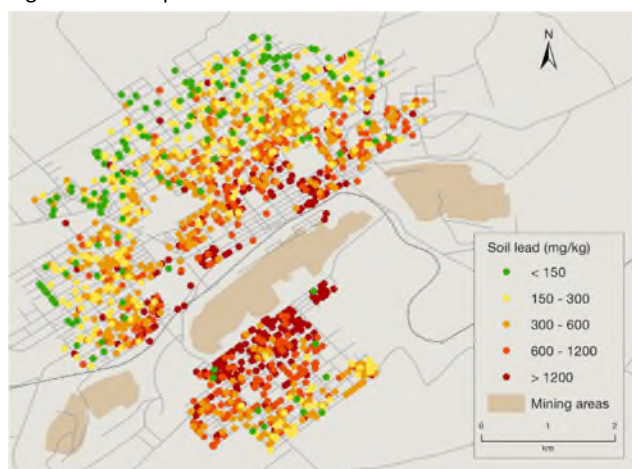 N
Soil lead (mg/kg)
< 150
150 - 300
300 - 600
600 - 1200
> 1200
Mining areas
0 1 2
km